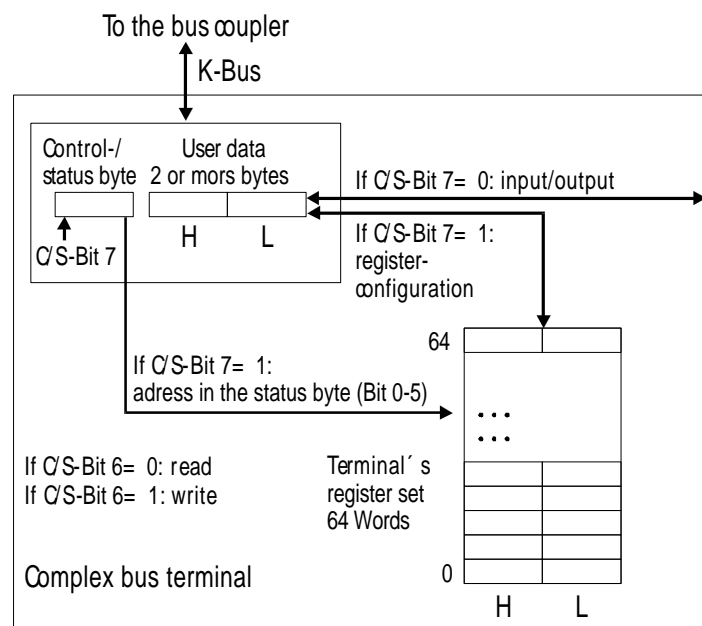 To the bus coupler
K-Bus
Control-/
status byte
User data
2 or mors bytes
H L
C/S-Bit 7
If C/S-Bit 7= 0: input/output
If C/S-Bit 7= 1:
register-
configuration
If C/S-Bit 7= 1:
adress in the status byte (Bit 0-5)
64
...
...
If C/S-Bit 6= 0: read
If C/S-Bit 6= 1: write
Terminal´ s
register set
64 Words
0
H L
Complex bus terminal